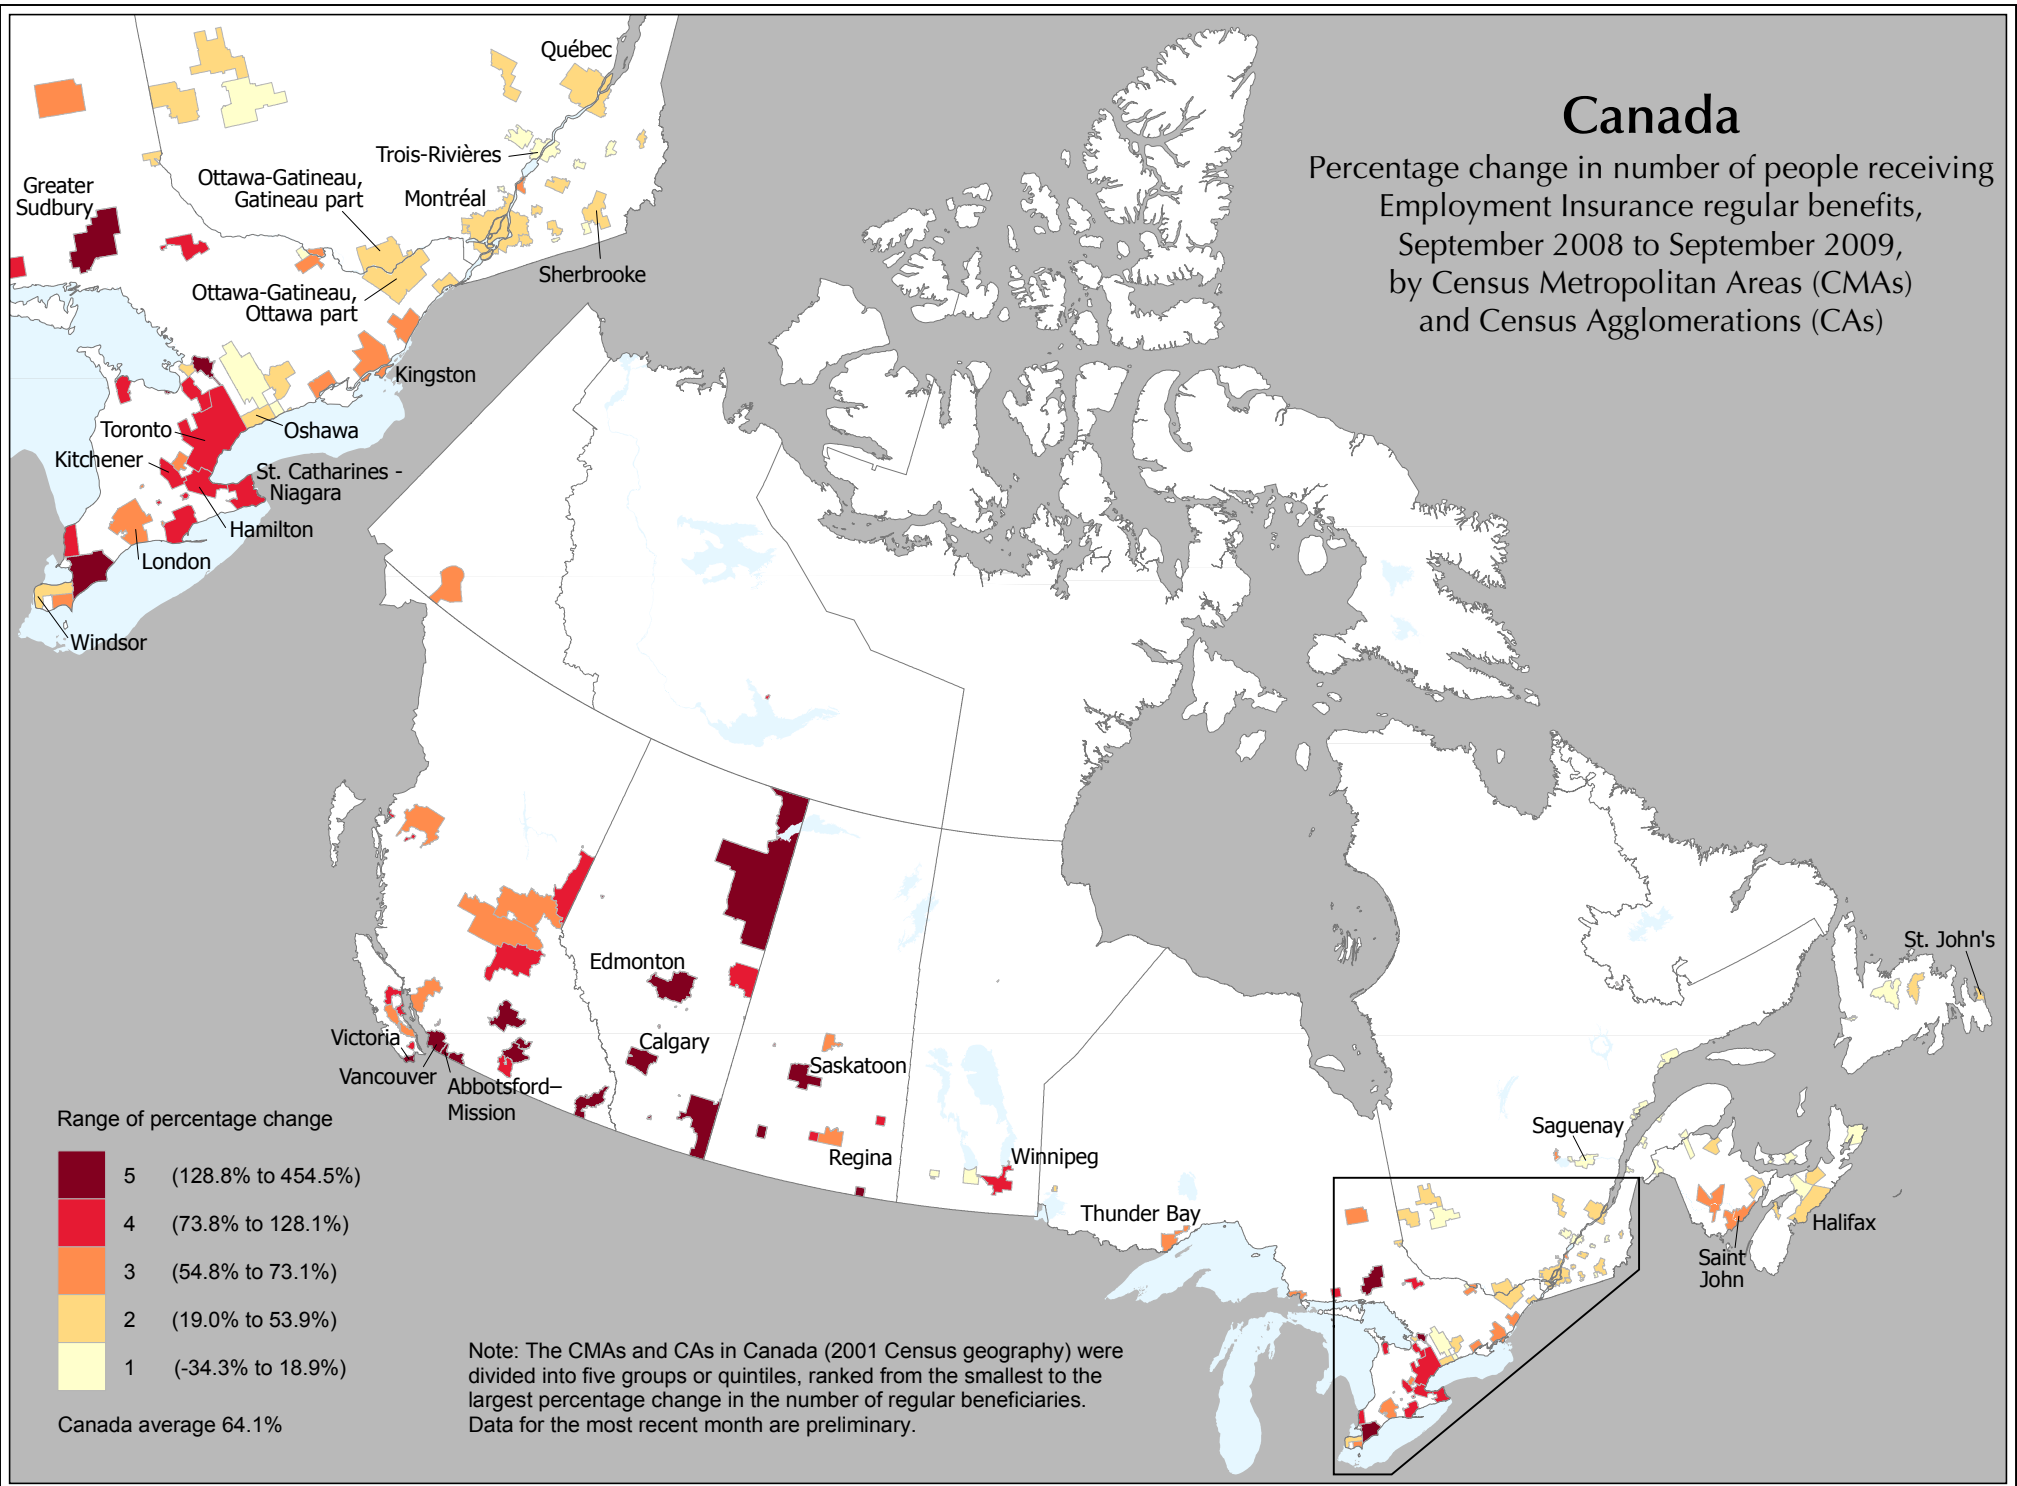 Canada
Percentage change in number of people receiving
Employment Insurance regular benefits,
September 2008 to September 2009,
by Census Metropolitan Areas (CMAs)
and Census Agglomerations (CAs)
Québec
Trois-Rivières
Ottawa-Gatineau,
Gatineau part
Montréal
Greater
Sudbury
Sherbrooke
Ottawa-Gatineau,
Ottawa part
Kingston
Toronto
Oshawa
Kitchener
St. Catharines -
Niagara
Hamilton
London
Windsor
St. John's
Edmonton
Victoria
Calgary
Saskatoon
Vancouver
Abbotsford–
Mission
Regina
Winnipeg
Thunder Bay
Saguenay
Halifax
Saint
John
Range of percentage change
5 (128.8% to 454.5%)
4 (73.8% to 128.1%)
3 (54.8% to 73.1%)
2 (19.0% to 53.9%)
1 (-34.3% to 18.9%)
Canada average 64.1%
Note: The CMAs and CAs in Canada (2001 Census geography) were
divided into five groups or quintiles, ranked from the smallest to the
largest percentage change in the number of regular beneficiaries.
Data for the most recent month are preliminary.